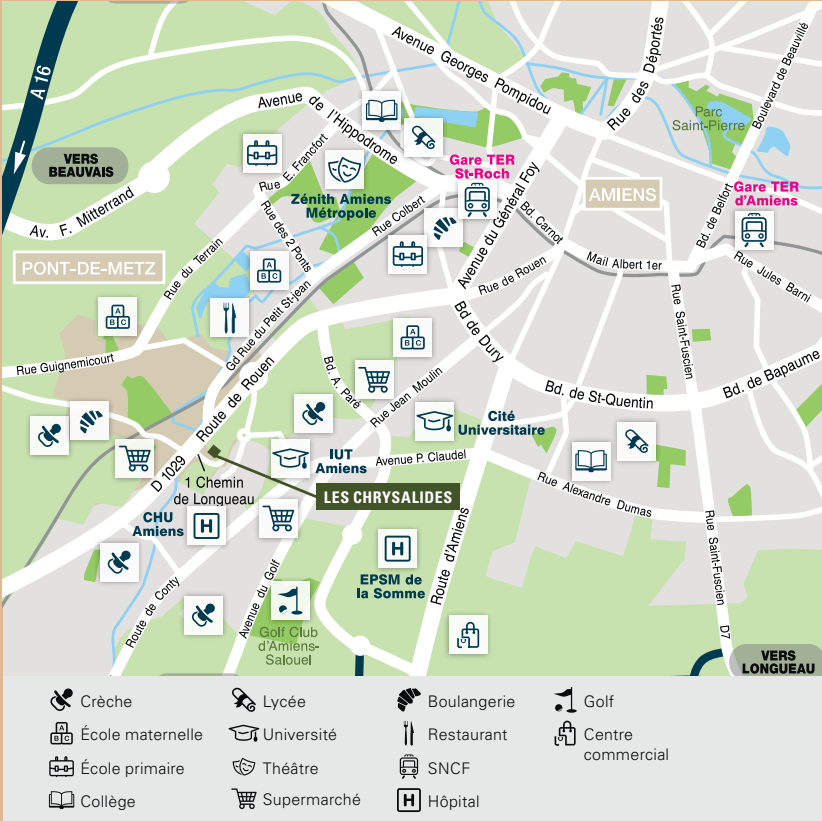 A 16
VERS
BEAUVAIS
Av. F. Mitterrand
Avenue de l'Hippodrome
Avenue Georges Pompidou
Rue des Déportés
Boulevard de Beauvillé
Parc
Saint-Pierre
Rue E. Francfort
Zénith Amiens
Métropole
Gare TER
St-Roch
Avenue du Général Foy
AMIENS
Gare TER
d'Amiens
Bd. de Belfort
Rue Colbert
Bd. Carnot
Mail Albert 1er
Rue Jules Barni
PONT-DE-METZ
Rue du Terrain
Rue des 2 Ponts
A
B C
Gd Rue du Petit St-jean
Rue de Rouen
Rue Saint-Fuscien
A
B C
Rue Guignemicourt
Route de Rouen
Bd. A. Paré
A
B C
Bd de Dury
Rue Jean Moulin
Bd. de St-Quentin
Bd. de Bapaume
Cité
Universitaire
IUT
Amiens
Avenue P. Claudel
D 1029
1 Chemin
de Longueau
LES CHRYSALIDES
Rue Alexandre Dumas
CHU
Amiens
H
H
EPSM de
la Somme
Route d'Amiens
Rue Saint-Fuscien
D7
Route de Conty
Avenue du Golf
Golf Club
d'Amiens-
Salouel
VERS
LONGUEAU
Crèche
Lycée
Boulangerie
Golf
A
B C
École maternelle
Université
Restaurant
Centre
commercial
École primaire
Théâtre
SNCF
Collège
Supermarché
H
Hôpital